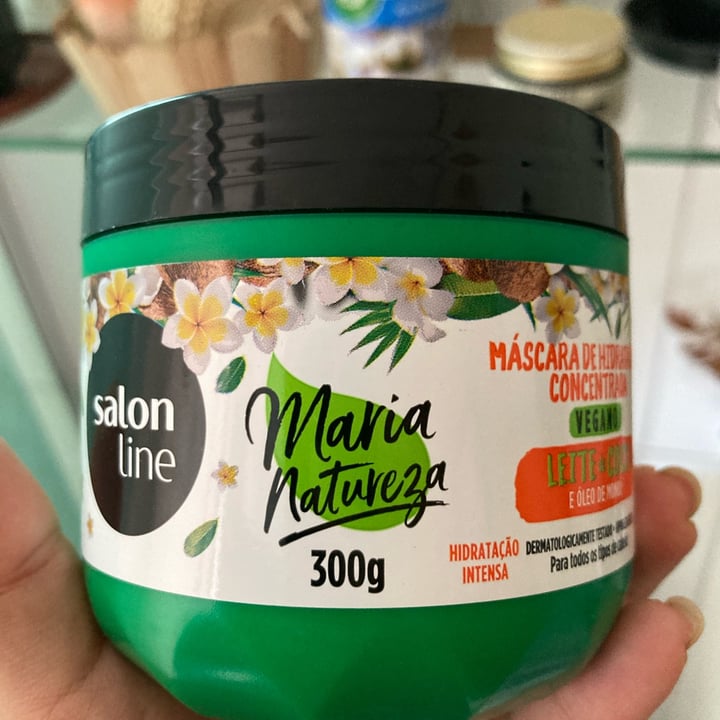 salon
line
Maria
Natureza
300g
MÁSCARA DE
CONCENTRADA
VEGANO
LEITE
E ÓLEO DE
HIDRATAÇÃO
INTENSA
DERMATOLOGICAMENTE TESTADO
Para todos os tipos de